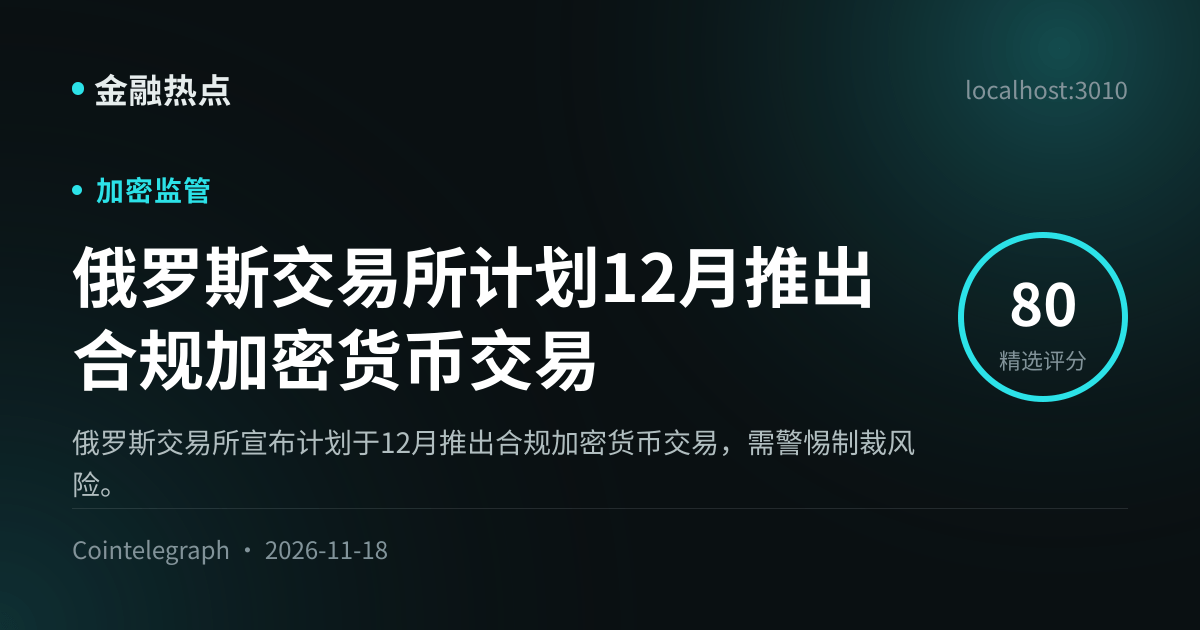 金融热点
localhost:3010
加密监管
俄罗斯交易所计划12月推出
合规加密货币交易
80
精选评分
俄罗斯交易所宣布计划于12月推出合规加密货币交易，需警惕制裁风
险。
Cointelegraph · 2026-11-18